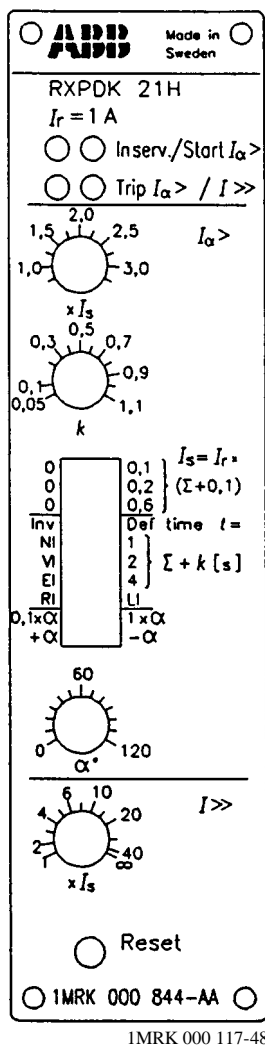 ABB Made in Sweden
RXPDK 21H
Ir = 1 A
Inserv./Start Iα>
Trip Iα> / I>>
Iα>
1,0 1,5 2,0 2,5 3,0
xIs
0,05 0,1 0,3 0,5 0,7 0,9 1,1
k
0 0,1 Is = Ir x
0 0,2 (Σ+0,1)
0 0,6
Inv Def time t=
NI 1
VI 2 Σ + k [s]
EI 4
RI LI
0,1xα 1xα
+α -α
0 60 120
α°
I>>
1 2 4 6 10 20 40 ∞
xIs
Reset
1MRK 000 844-AA
1MRK 000 117-48